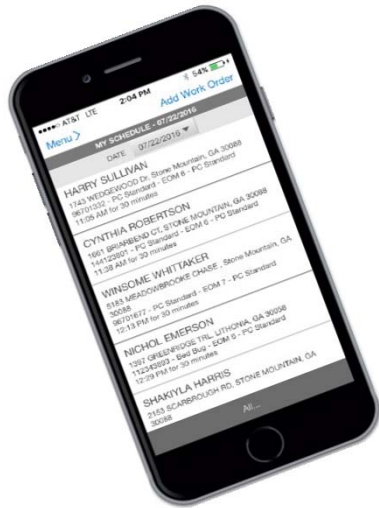 AT&T LTE 2:04 PM 54%
Menu > Add Work Order
MY SCHEDULE - 07/22/2016
DATE 07/22/2016
HARRY SULLIVAN
1743 WEDGEWOOD Dr, Stone Mountain, GA 30088
96701332 - PC Standard - EOM 8 - PC Standard
11:05 AM for 30 minutes
CYNTHIA ROBERTSON
1661 BRIARBEND CT, STONE MOUNTAIN, GA 30088
144123801 - PC Standard - EOM 6 - PC Standard
11:38 AM for 30 minutes
WINSOME WHITTAKER
5183 MEADOWBROOKE CHASE , Stone Mountain, GA
30088
96701677 - PC Standard - EOM 7 - PC Standard
12:13 PM for 30 minutes
NICHOL EMERSON
1397 GREENRIDGE TRL, LITHONIA, GA 30058
112343693 - Bed Bug - EOM 6 - PC Standard
12:29 PM for 30 minutes
SHAKIYLA HARRIS
2153 SCARBROUGH RD, STONE MOUNTAIN, GA
30088
All...